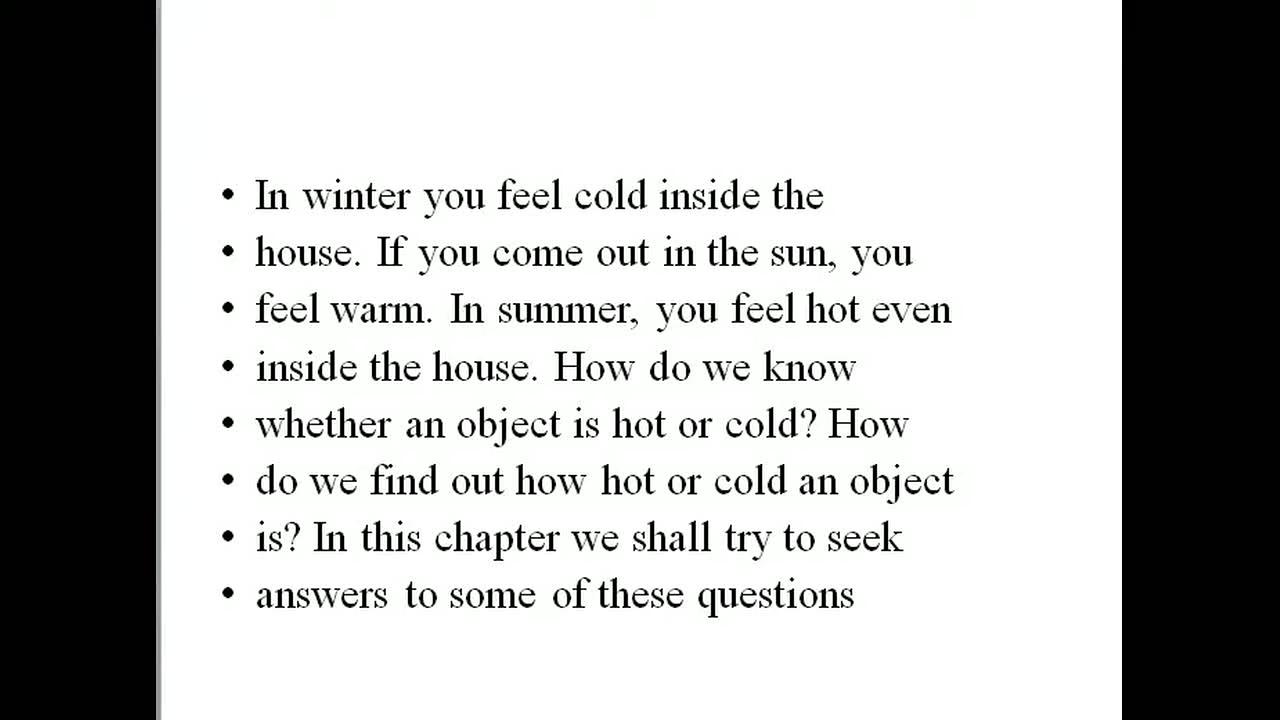 • In winter you feel cold inside the
• house. If you come out in the sun, you
• feel warm. In summer, you feel hot even
• inside the house. How do we know
• whether an object is hot or cold? How
• do we find out how hot or cold an object
• is? In this chapter we shall try to seek
• answers to some of these questions